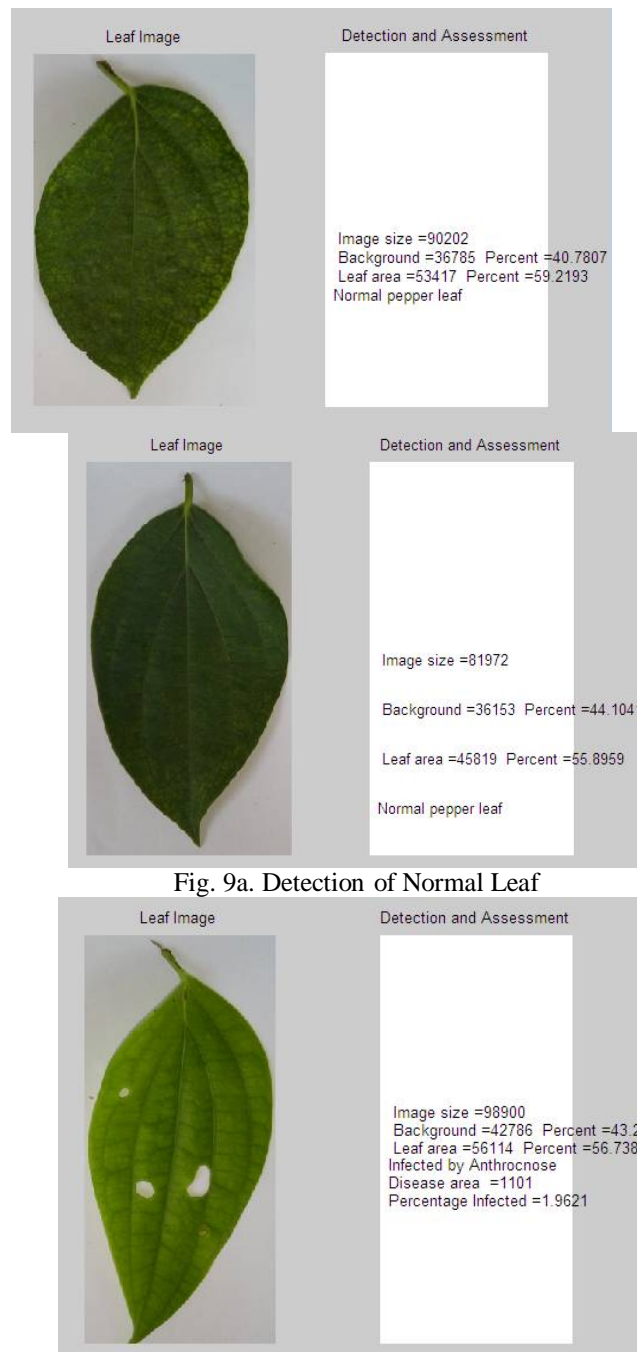 Leaf Image
Detection and Assessment
Image size =90202
Background =36785 Percent =40.7807
Leaf area =53417 Percent =59.2193
Normal pepper leaf
Leaf Image
Detection and Assessment
Image size =81972
Background =36153 Percent =44.104
Leaf area =45819 Percent =55.8959
Normal pepper leaf
Fig. 9a. Detection of Normal Leaf
Leaf Image
Detection and Assessment
Image size =98900
Background =42786 Percent =43.2
Leaf area =56114 Percent =56.738
Infected by Anthrocnose
Disease area =1101
Percentage Infected =1.9621